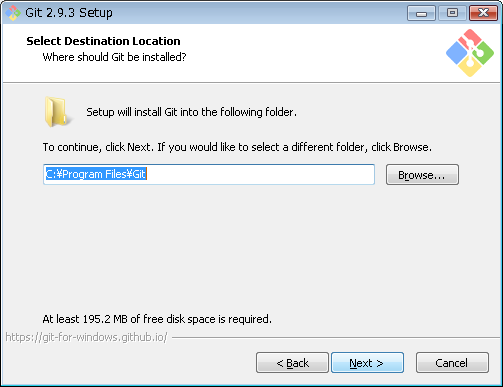 Git 2.9.3 Setup
Select Destination Location
Where should Git be installed?
Setup will install Git into the following folder.
To continue, click Next. If you would like to select a different folder, click Browse.
C:¥Program Files¥Git
Browse...
At least 195.2 MB of free disk space is required.
https://git-for-windows.github.io/
< Back
Next >
Cancel